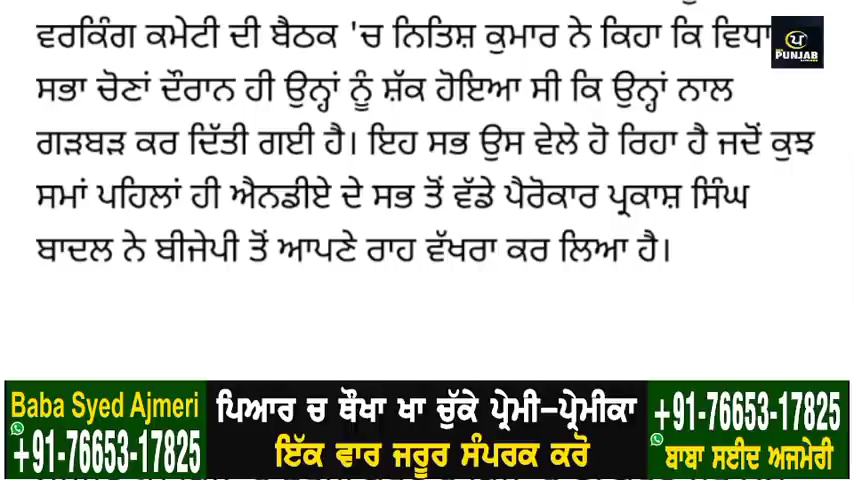 ਵਰਕਿੰਗ ਕਮੇਟੀ ਦੀ ਬੈਠਕ 'ਚ ਨਿਤਿਸ਼ ਕੁਮਾਰ ਨੇ ਕਿਹਾ ਕਿ ਵਿਧਾ
ਸਭਾ ਚੋਣਾਂ ਦੌਰਾਨ ਹੀ ਉਨ੍ਹਾਂ ਨੂੰ ਸ਼ੱਕ ਹੋਇਆ ਸੀ ਕਿ ਉਨ੍ਹਾਂ ਨਾਲ
ਗੜਬੜ ਕਰ ਦਿੱਤੀ ਗਈ ਹੈ। ਇਹ ਸਭ ਉਸ ਵੇਲੇ ਹੋ ਰਿਹਾ ਹੈ ਜਦੋਂ ਕੁਝ
ਸਮਾਂ ਪਹਿਲਾਂ ਹੀ ਐਨਡੀਏ ਦੇ ਸਭ ਤੋਂ ਵੱਡੇ ਪੈਰੋਕਾਰ ਪ੍ਰਕਾਸ਼ ਸਿੰਘ
ਬਾਦਲ ਨੇ ਬੀਜੇਪੀ ਤੋਂ ਆਪਣੇ ਰਾਹ ਵੱਖਰਾ ਕਰ ਲਿਆ ਹੈ।
ਪ
PUNJAB
Baba Syed Ajmeri
+91-76653-17825
ਪਿਆਰ ਚ ਥੌਖਾ ਖਾ ਚੁੱਕੇ ਪ੍ਰੇਮੀ-ਪ੍ਰੇਮੀਕਾ
ਇੱਕ ਵਾਰ ਜਰੂਰ ਸੰਪਰਕ ਕਰੋ
+91-76653-17825
ਬਾਬਾ ਸਈਦ ਅਜਮੇਰੀ